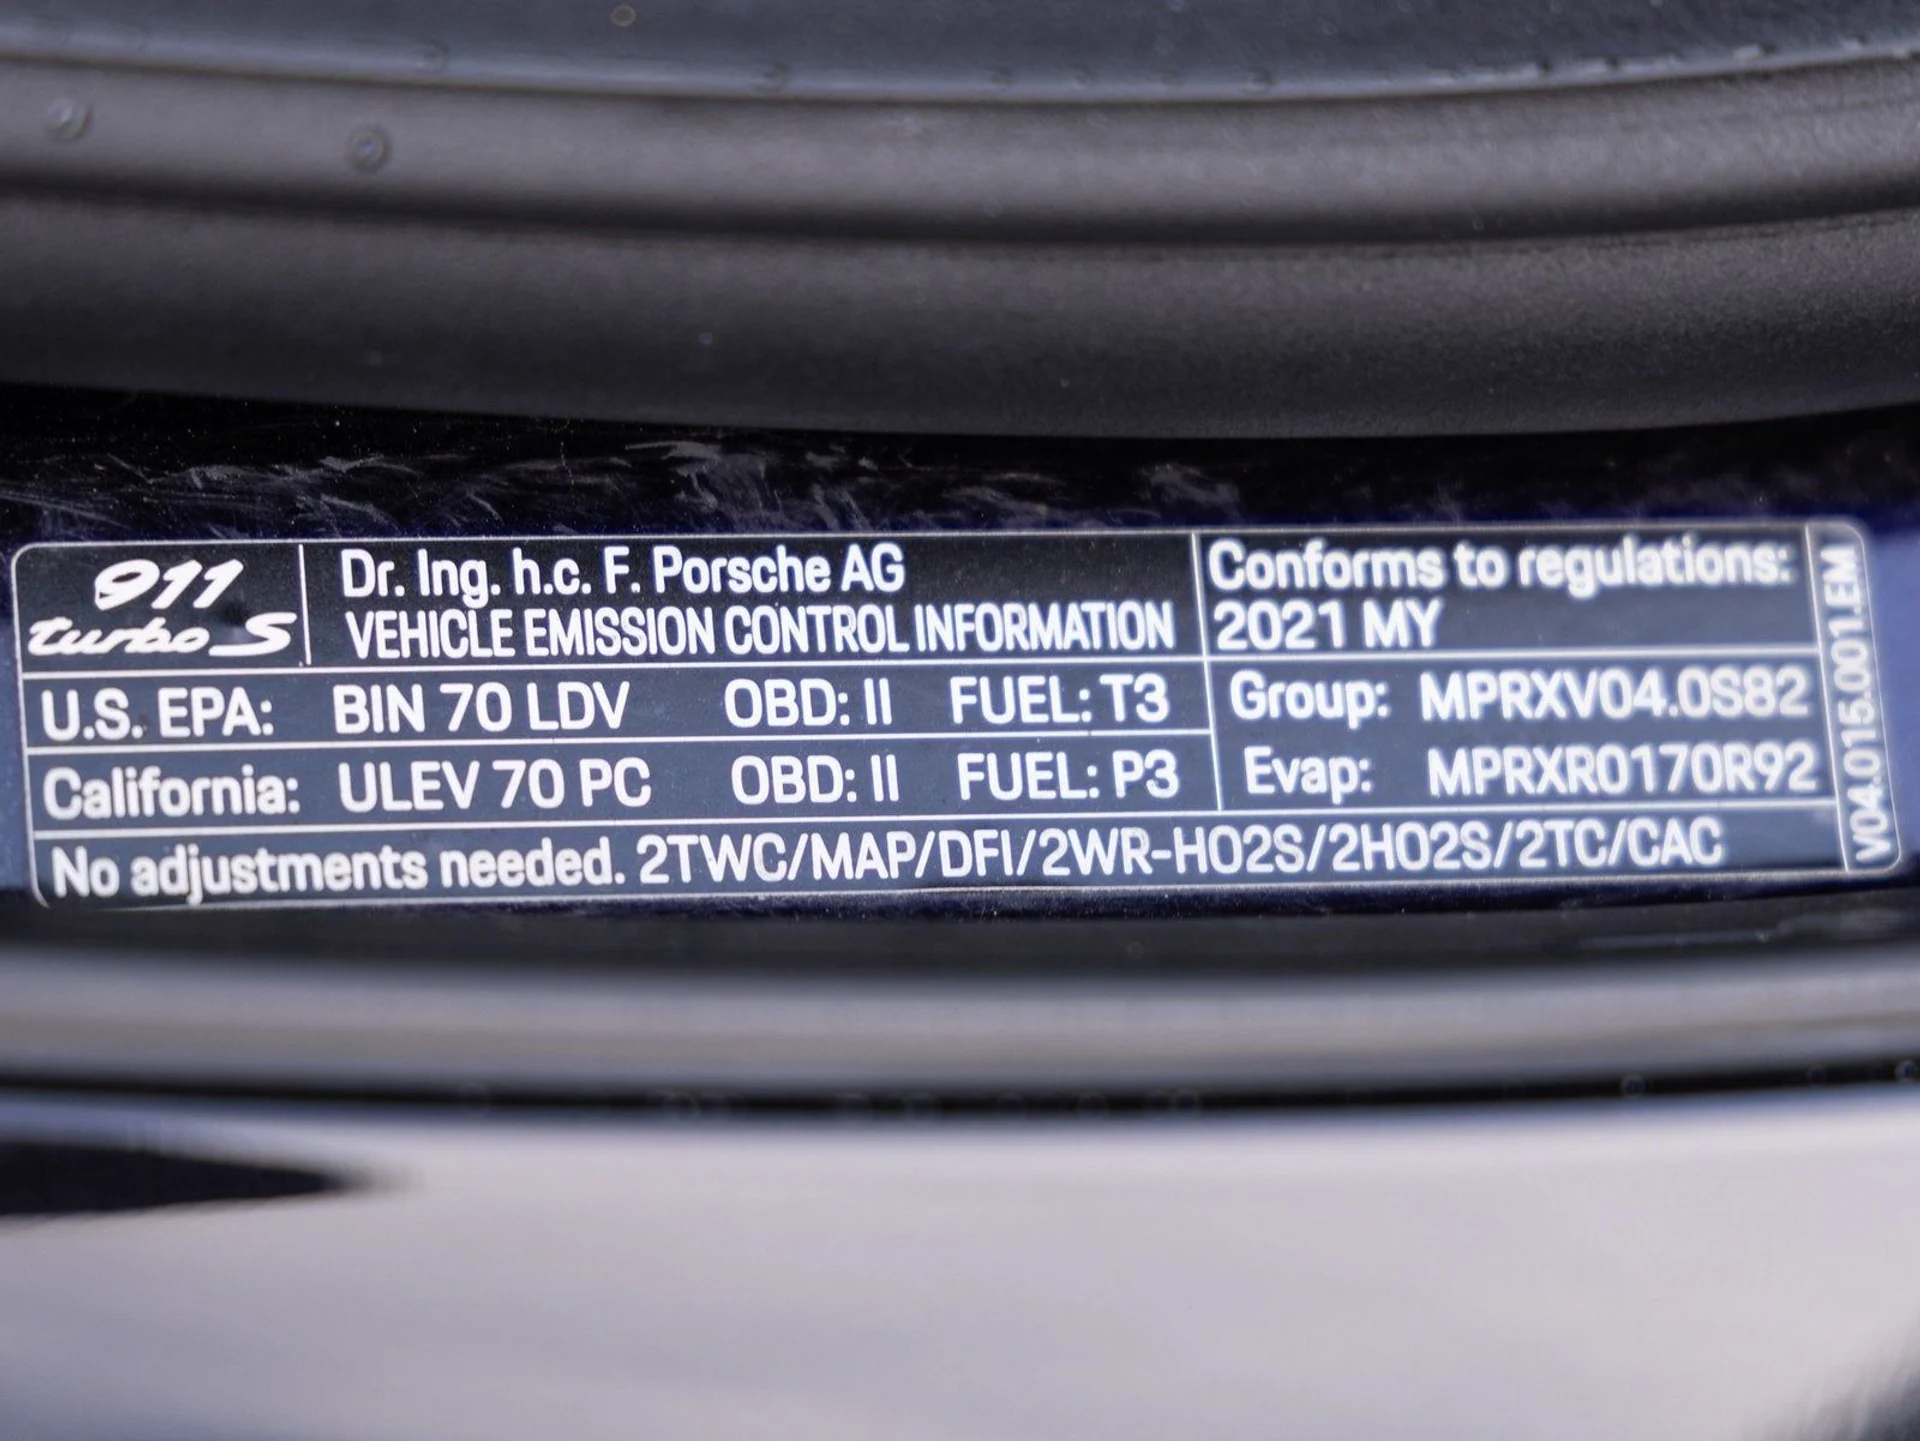 911
turbo S
Dr. Ing. h.c. F. Porsche AG
VEHICLE EMISSION CONTROL INFORMATION
Conforms to regulations:
2021 MY
U.S. EPA: BIN 70 LDV OBD: II FUEL: T3
Group: MPRXV04.0S82
California: ULEV 70 PC OBD: II FUEL: P3
Evap: MPRXR0170R92
No adjustments needed. 2TWC/MAP/DFI/2WR-HO2S/2HO2S/2TC/CAC
V04.015.001.EM